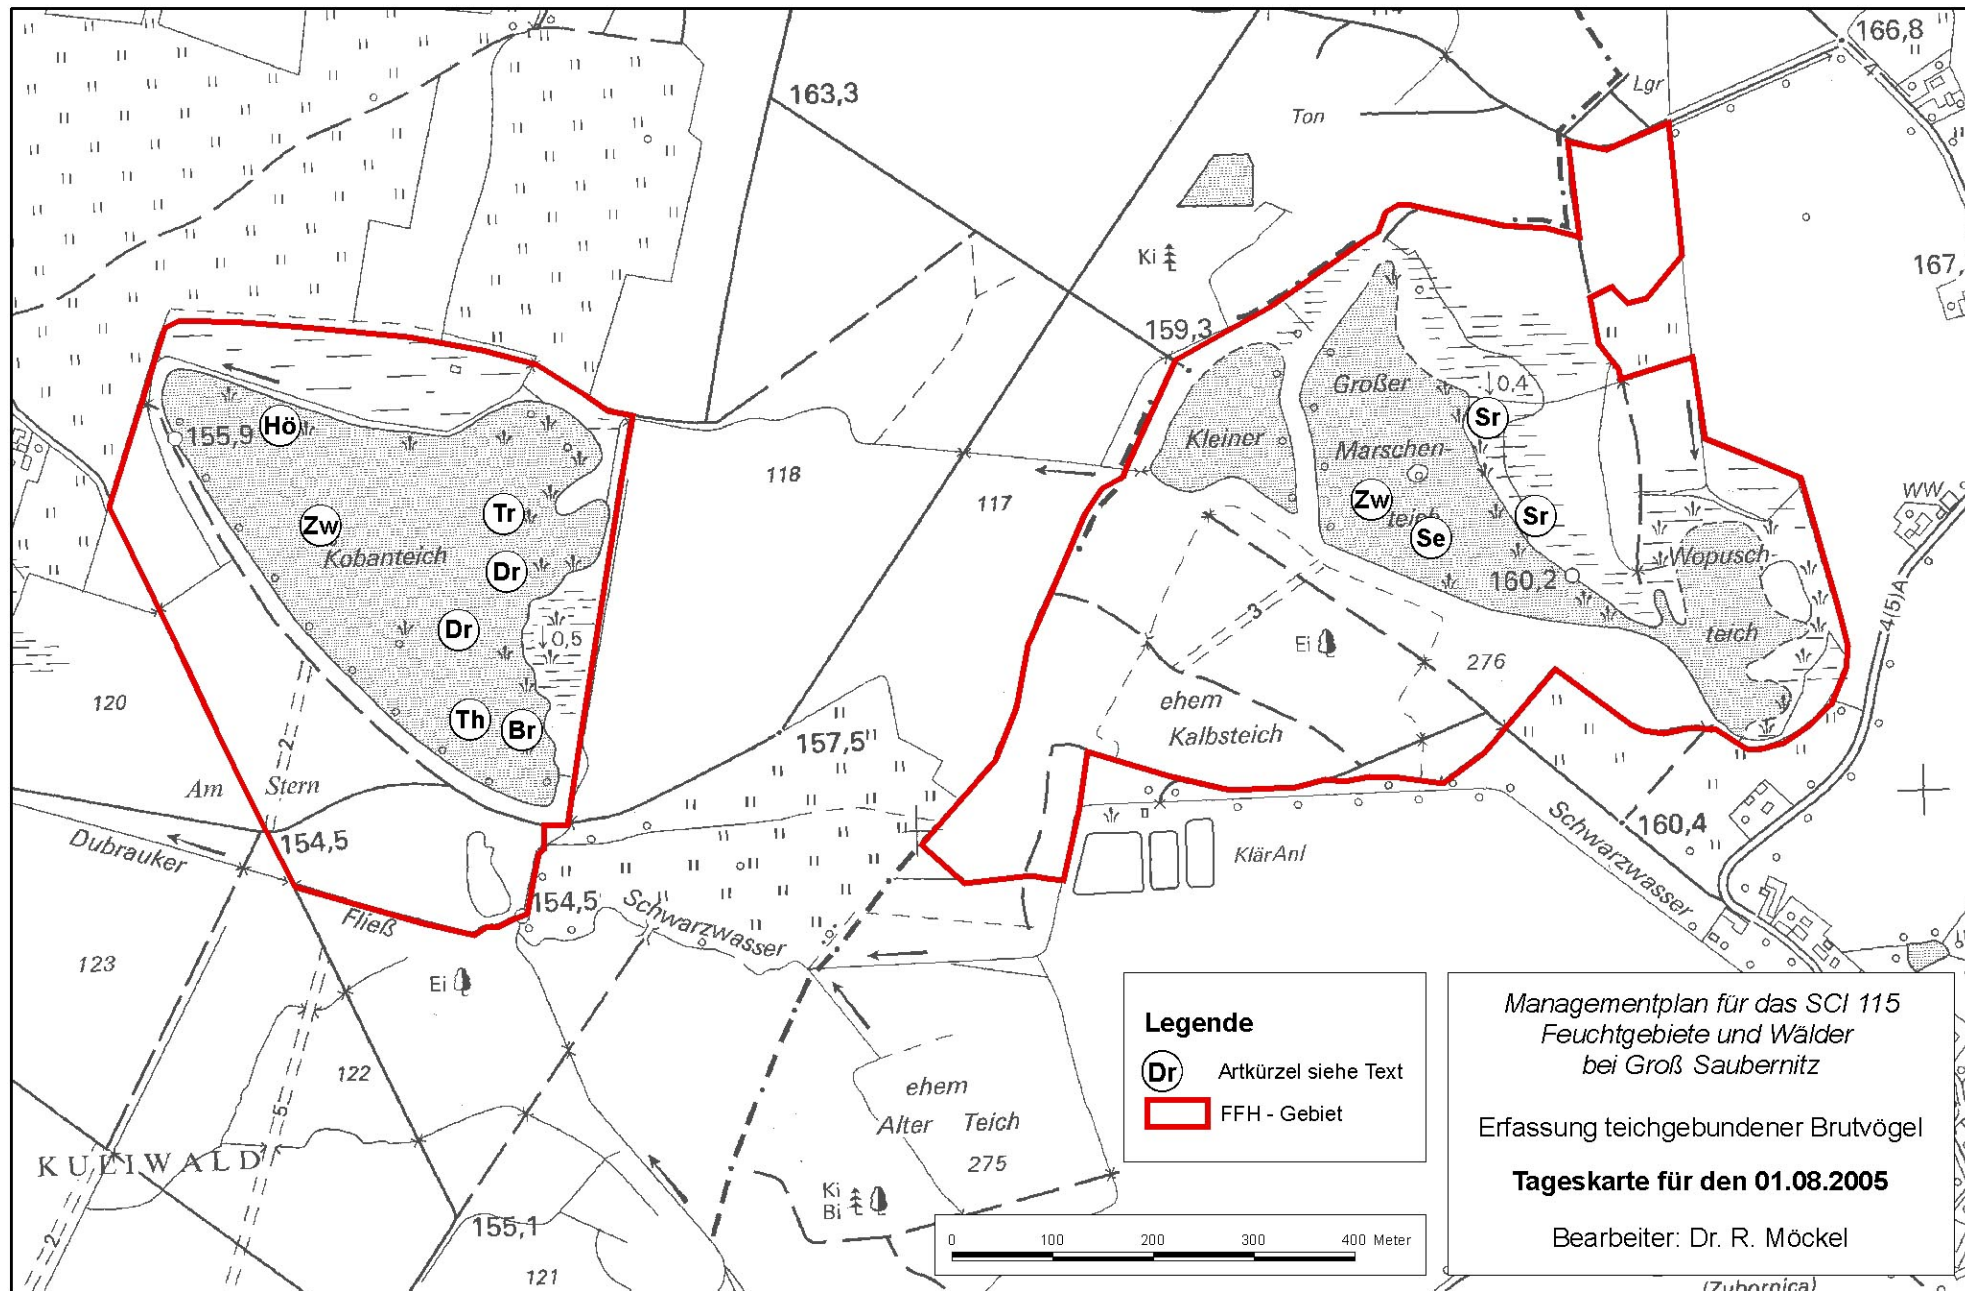 166,8
4
Lgr
163,3
Ton
167,
Ki
159,3
Großer
0,4
Hö
155,9
Sr
Kleiner
Marschen-
118
Zw
teich
Sr
117
WW
Zw
Tr
Se
Kobanteich
Dr
160,2
Wopusch-
teich
Dr
0,5
3
Ei
276
4(5)A
120
Th
Br
ehem
Kalbsteich
157,5
2
Am Stern
154,5
Dubrauker
Fließ
154,5
Schwarzwasser
KlärAnl
Schwarzwasser
160,4
123
Ei
122
5
ehem
Alter Teich
275
KULIWALD
Ki
Bi
155,1
2
121
Legende
Dr Artkürzel siehe Text
FFH - Gebiet
0 100 200 300 400 Meter
Managementplan für das SCI 115
Feuchtgebiete und Wälder
bei Groß Saubernitz
Erfassung teichgebundener Brutvögel
Tageskarte für den 01.08.2005
Bearbeiter: Dr. R. Möckel
(Zubornica)